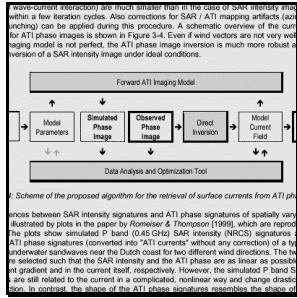 wave-current interaction) are much smaller than in the case of SAR intensity imag
within a few iteration cycles. Also corrections for SAR / ATI mapping artifacts (azim
unching) can be applied during this procedure. A schematic overview of the curr
for ATI phase images is shown in Figure 3-4. Even if wind vectors are not very well
maging model is not perfect, the ATI phase image inversion is much more robust a
nversion of a SAR intensity image under ideal conditions.
Forward ATI Imaging Model
Model
Parameters
Simulated
Phase
Image
Observed
Phase
Image
Direct
Inversion
Model
Current
Field
Data Analysis and Optimization Tool
4: Scheme of the proposed algorithm for the retrieval of surface currents from ATI pha
ences between SAR intensity signatures and ATI phase signatures of spatially vary
illustrated by plots in the paper by Romeiser & Thompson [1999], which are reprod
The plots show simulated P band (0.45 GHz) SAR intensity (NRCS) signatures
ATI phase signatures (converted into "ATI currents" without any correction) of a typ
underwater sandwaves near the Dutch coast for two different wind directions. The tw
re selected such that the SAR intensity and the ATI phase are as linear as possible
nt gradient and in the current itself, respectively. However, the simulated P band S
s are still related to the current in a complicated, nonlinear way and change drastic
ction. In contrast, the shape of the ATI phase signatures resembles the shape of